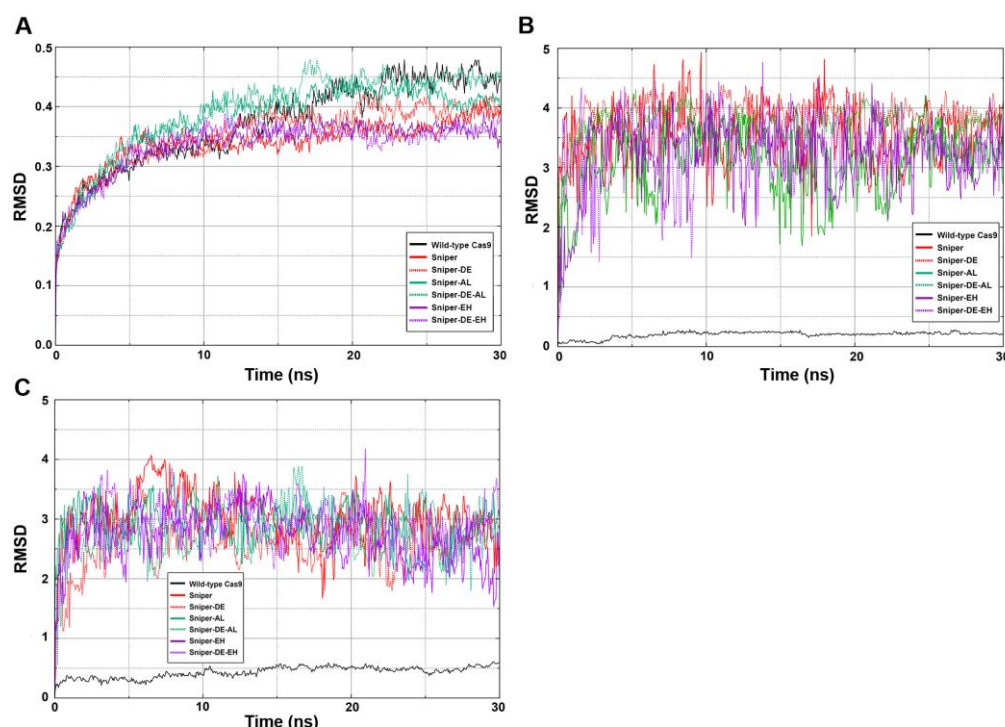 A
0.5
0.4
0.3
0.2
0.1
0.0
RMSD
0
10
20
30
Time (ns)
Wild-type Cas9
Sniper
Sniper-DE
Sniper-AL
Sniper-DE-AL
Sniper-EH
Sniper-DE-EH
B
5
4
3
2
1
0
RMSD
0
10
20
30
Time (ns)
Wild-type Cas9
Sniper
Sniper-DE
Sniper-AL
Sniper-DE-AL
Sniper-EH
Sniper-DE-EH
C
5
4
3
2
1
0
RMSD
0
10
20
30
Time (ns)
Wild-type Cas9
Sniper
Sniper-DE
Sniper-AL
Sniper-DE-AL
Sniper-EH
Sniper-DE-EH